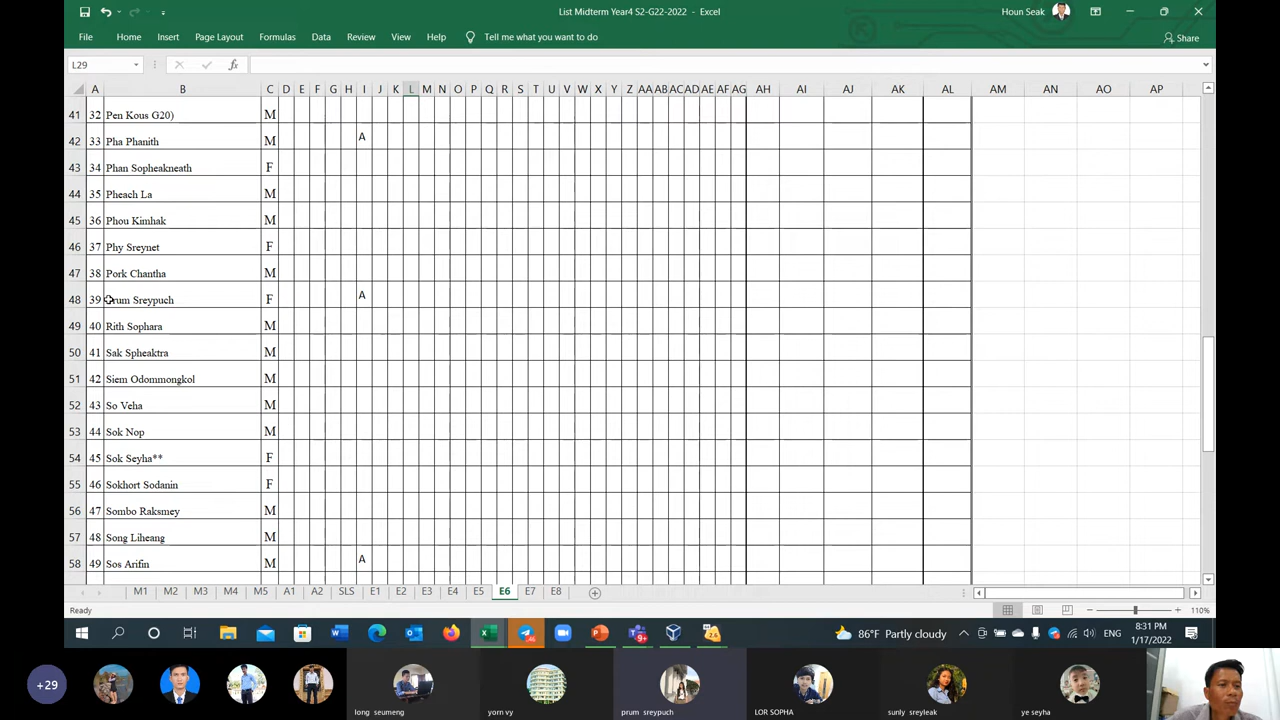 List Midterm Year4 S2-G22-2022 - Excel
Houn Seak
File Home Insert Page Layout Formulas Data Review View Help Tell me what you want to do Share
L29 fx
A B C D E F G H I J K L M N O P Q R S T U V W X Y Z AA AB AC AD AE AF AG AH AI AJ AK AL AM AN AO AP
41 32 Pen Kous G20) M
42 33 Pha Phanith M A
43 34 Phan Sopheakneath F
44 35 Pheach La M
45 36 Phou Kimhak M
46 37 Phy Sreynet F
47 38 Pork Chantha M
48 39 Prum Sreypuch F A
49 40 Rith Sophara M
50 41 Sak Spheaktra M
51 42 Siem Odommongkol M
52 43 So Veha M
53 44 Sok Nop M
54 45 Sok Seyha** F
55 46 Sokhort Sodanin F
56 47 Sombo Raksmey M
57 48 Song Liheang M
58 49 Sos Arifin M A
M1 M2 M3 M4 M5 A1 A2 SLS E1 E2 E3 E4 E5 E6 E7 E8
Ready 110%
86°F Partly cloudy ENG 8:31 PM
1/17/2022
+29
long seumeng yorn vy prum sreypuch LOR SOPHA sunly sreyleak ye seyha